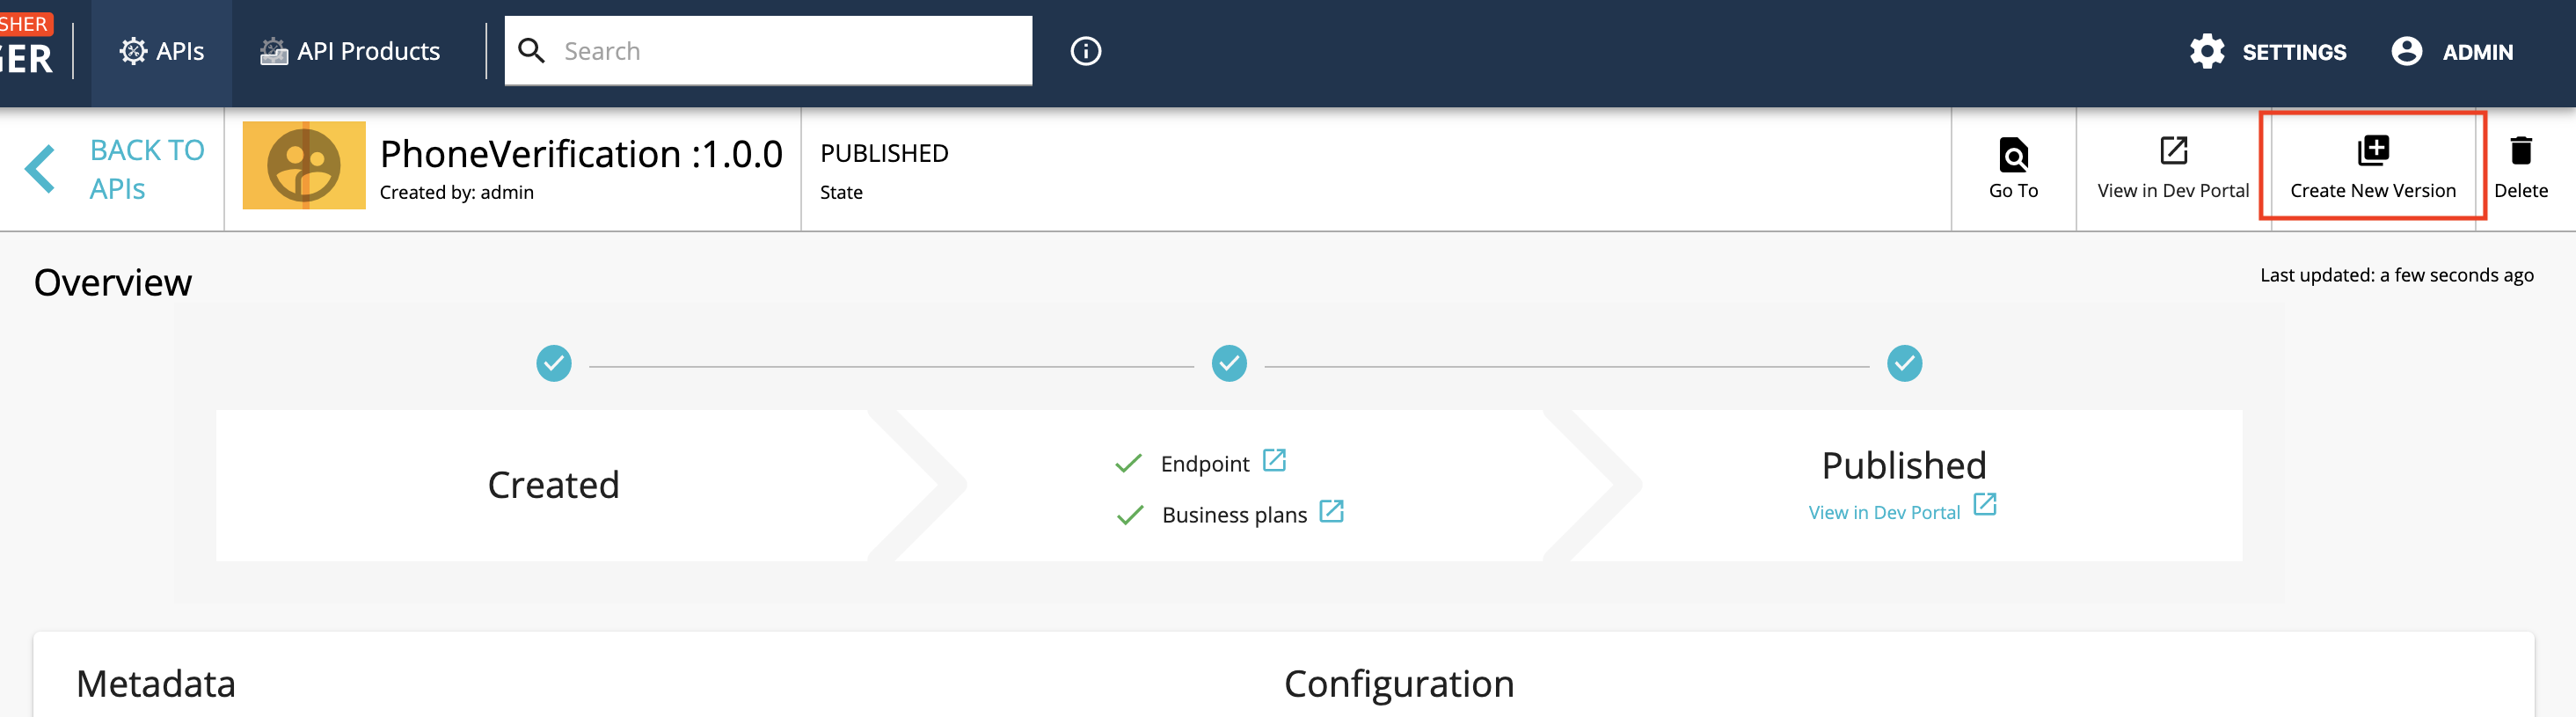 SHER
GER
APIs
API Products
Search
SETTINGS
ADMIN
BACK TO
APIs
PhoneVerification :1.0.0
Created by: admin
PUBLISHED
State
Go To
View in Dev Portal
Create New Version
Delete
Overview
Last updated: a few seconds ago
Created
Endpoint
Business plans
Published
View in Dev Portal
Metadata
Configuration